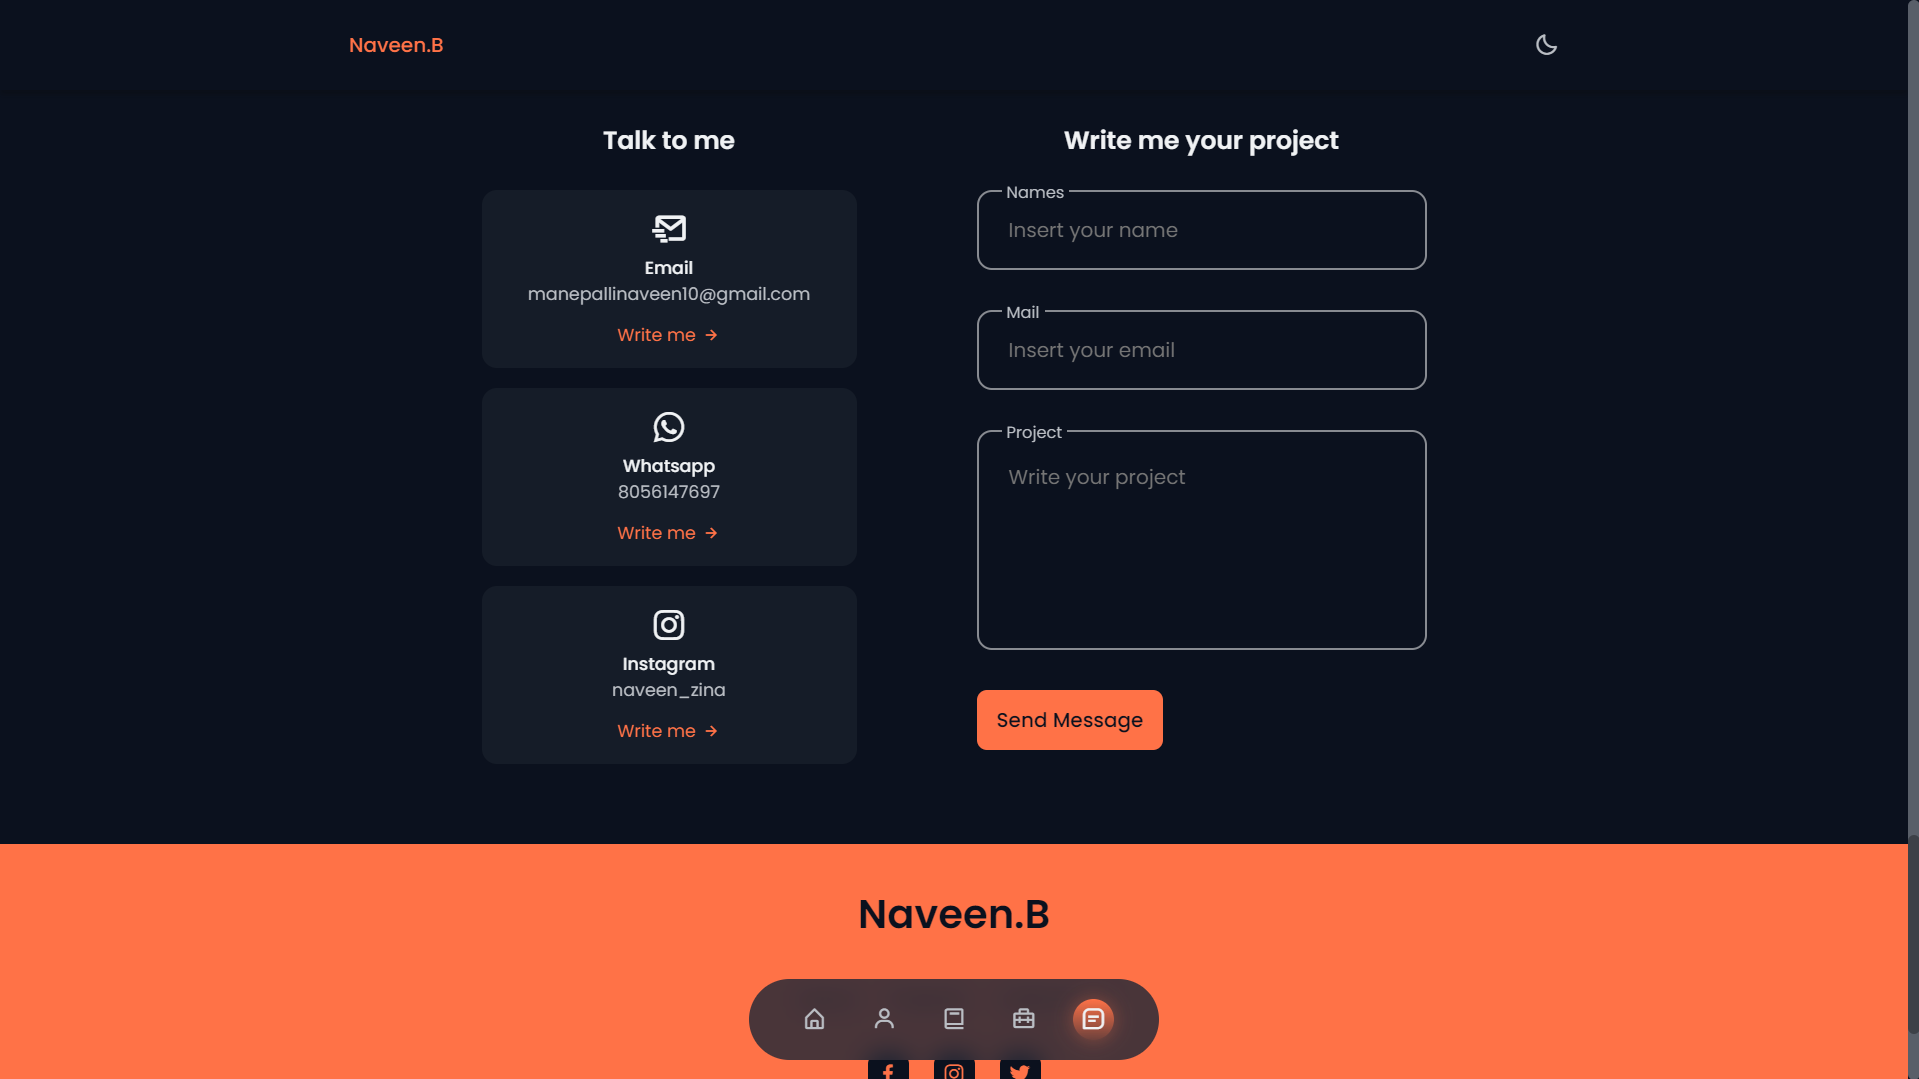 Naveen.B
Talk to me
Email
manepallinaveen10@gmail.com
Write me
Whatsapp
8056147697
Write me
Instagram
naveen_zina
Write me
Write me your project
Names
Insert your name
Mail
Insert your email
Project
Write your project
Send Message
Naveen.B